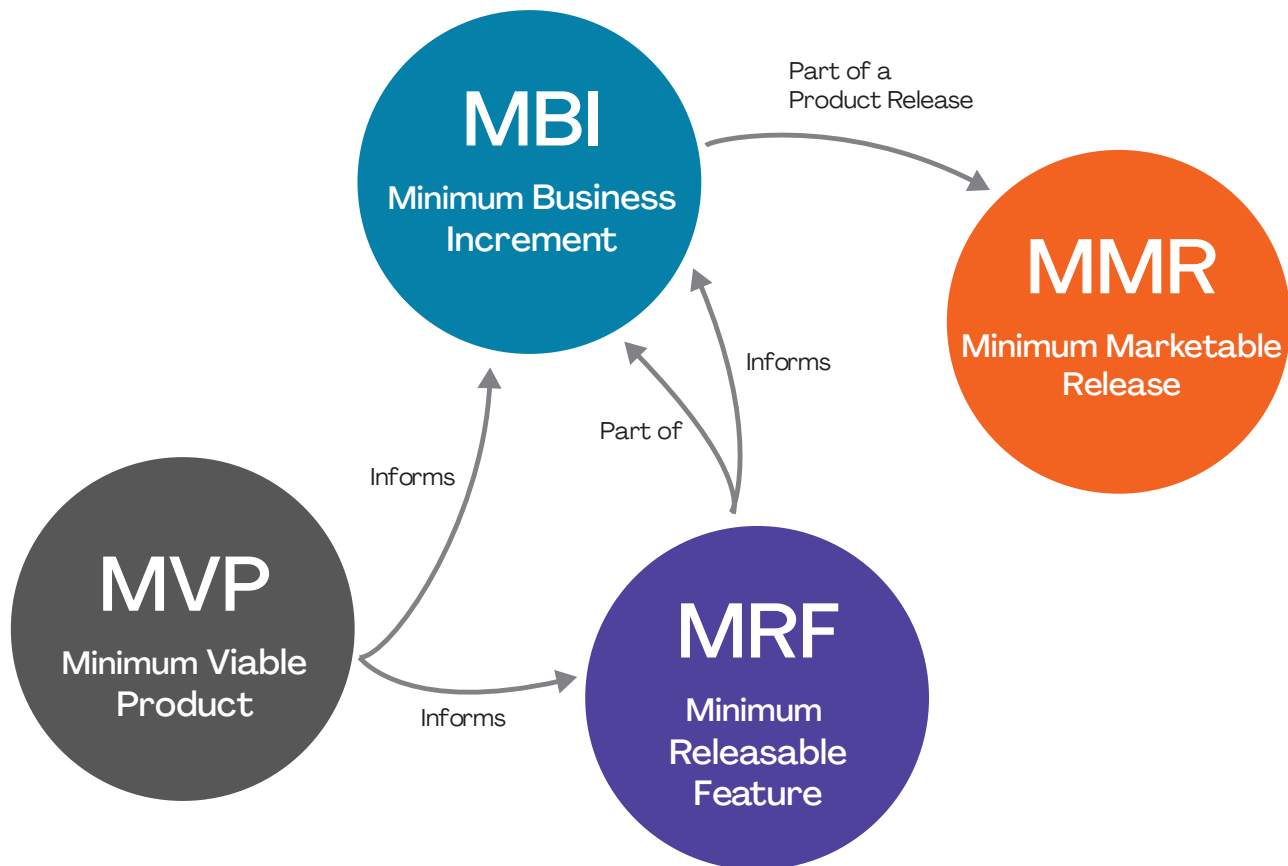 MBI
Minimum Business
Increment
Part of a
Product Release
MMR
Minimum Marketable
Release
Informs
Part of
Informs
MVP
Minimum Viable
Product
Informs
MRF
Minimum
Releasable
Feature